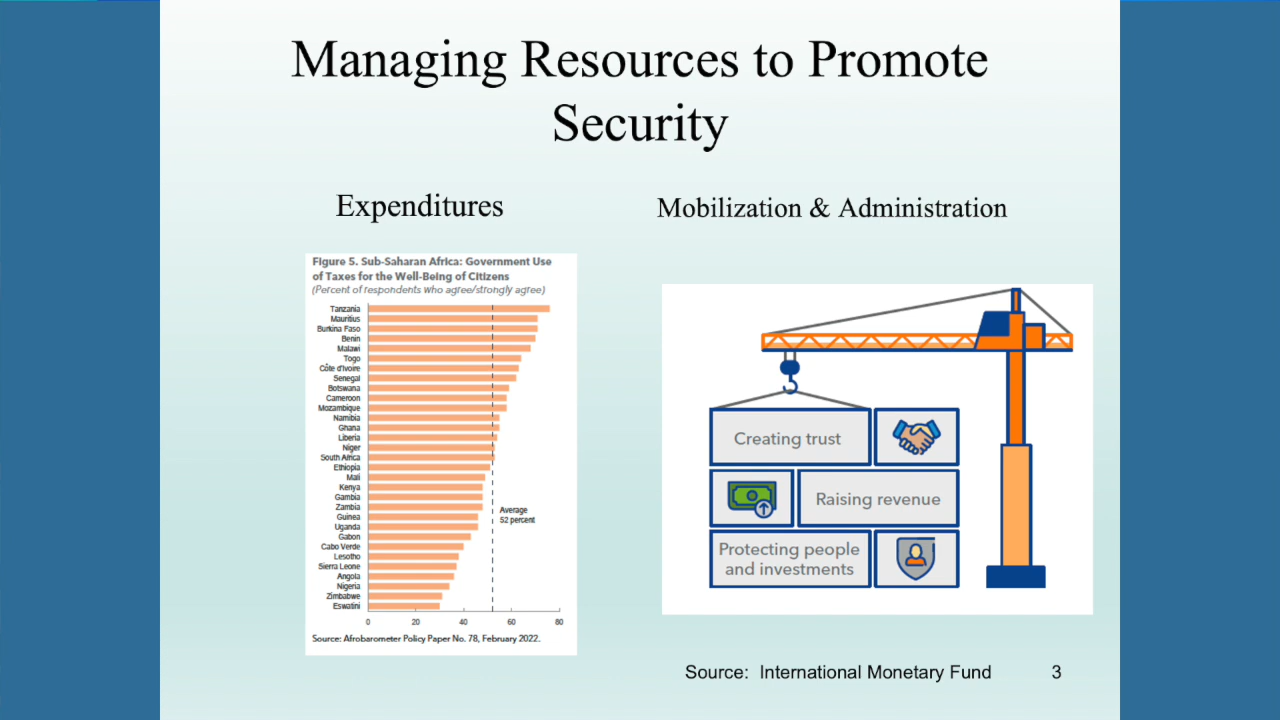 Managing Resources to Promote
Security
Expenditures
Mobilization & Administration
Figure 5. Sub-Saharan Africa: Government Use
of Taxes for the Well-Being of Citizens
(Percent of respondents who agree/strongly agree)
Tanzania
Mauritius
Burkina Faso
Benin
Malawi
Togo
Côte d'Ivoire
Senegal
Botswana
Cameroon
Mozambique
Namibia
Ghana
Liberia
Niger
South Africa
Ethiopia
Mali
Kenya
Gambia
Zambia
Guinea
Uganda
Gabon
Cabo Verde
Lesotho
Sierra Leone
Angola
Nigeria
Zimbabwe
Eswatini
Average
52 percent
0 20 40 60 80
Source: Afrobarometer Policy Paper No. 78, February 2022.
Creating trust
Raising revenue
Protecting people
and investments
Source: International Monetary Fund
3